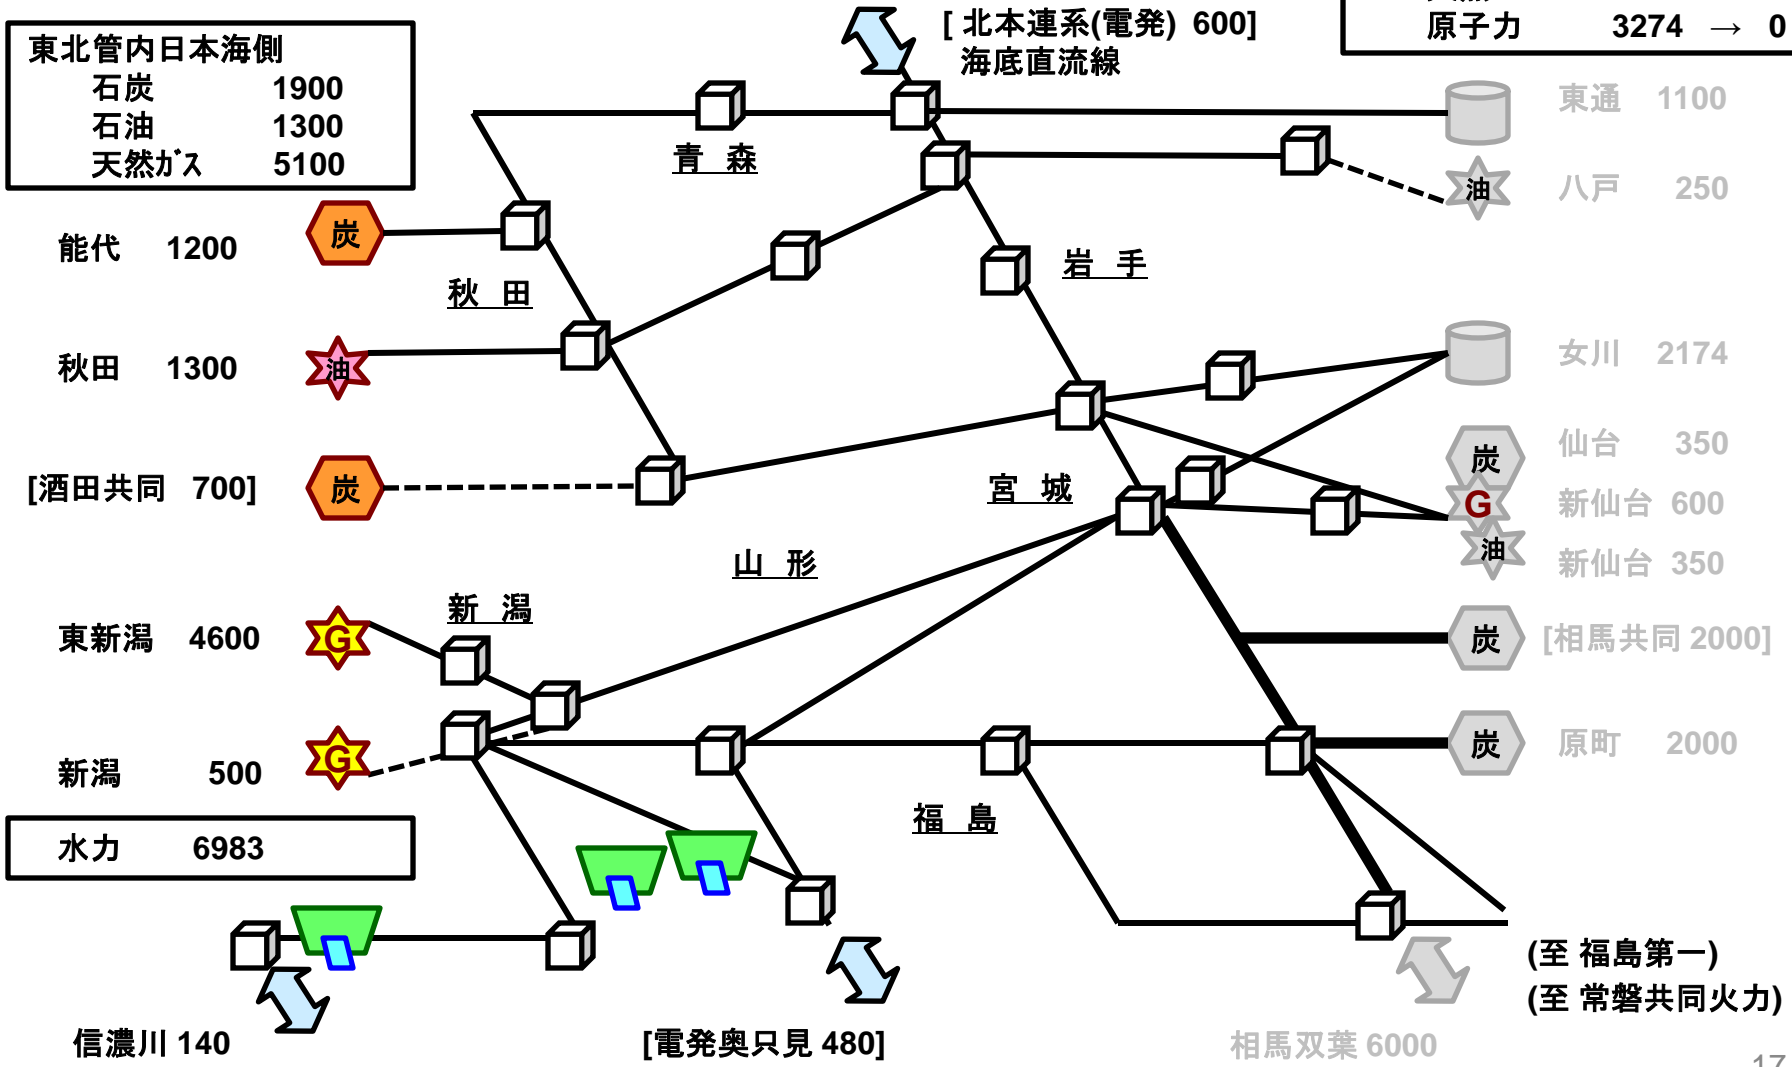 [ 北本連系(電発) 600]
海底直流線
原子力 3274 → 0
東北管内日本海側
石炭 1900
石油 1300
天然ガス 5100
東通 1100
青 森
油 八戸 250
能代 1200 炭
岩 手
秋 田
秋田 1300 油
女川 2174
炭 仙台 350
[酒田共同 700] 炭
宮 城
G 新仙台 600
油 新仙台 350
山 形
新 潟
東新潟 4600 G
炭 [相馬共同 2000]
新潟 500 G
炭 原町 2000
福 島
水力 6983
(至 福島第一)
(至 常磐共同火力)
信濃川 140
[電発奥只見 480]
相馬双葉 6000
17